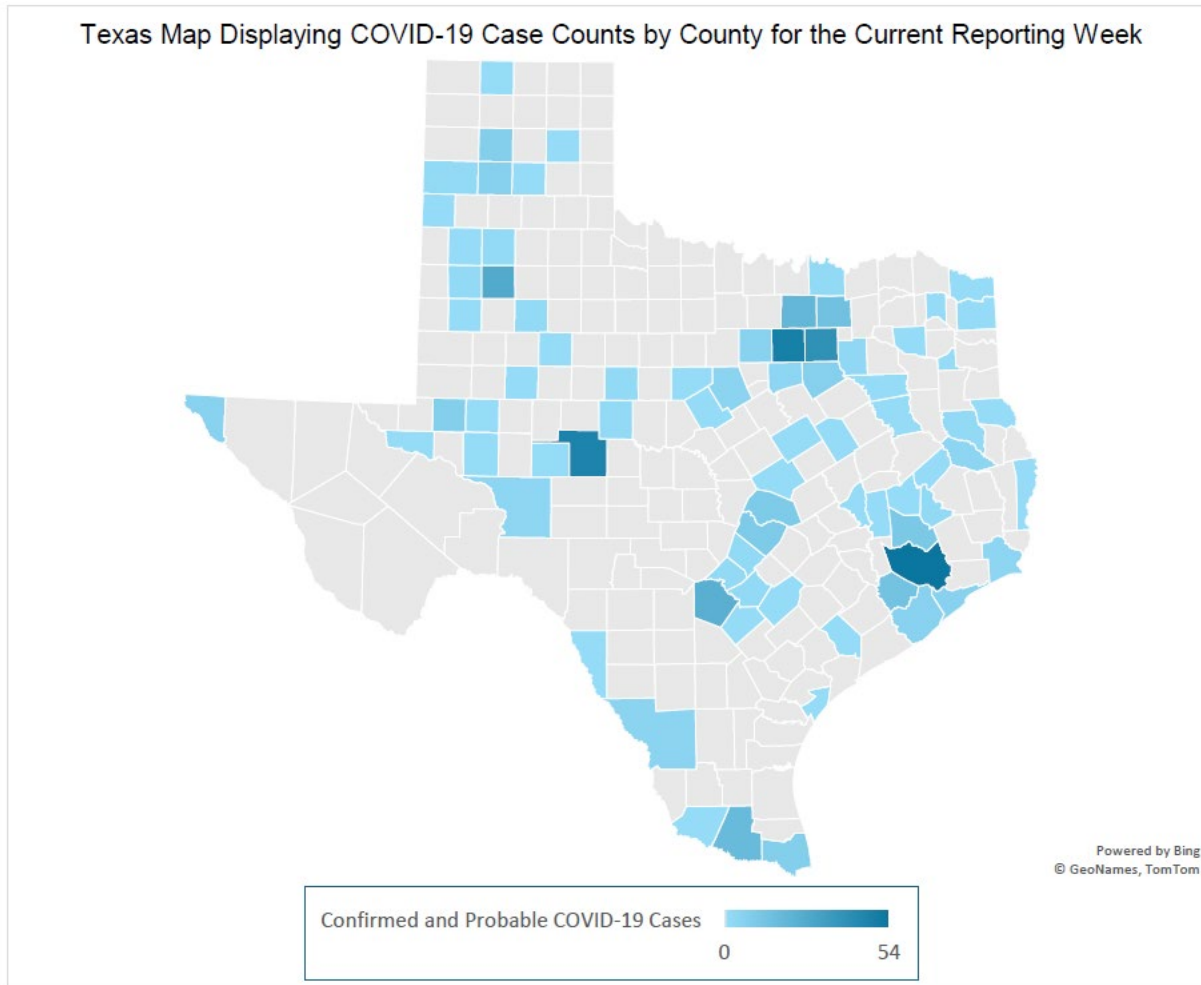 Texas Map Displaying COVID-19 Case Counts by County for the Current Reporting Week
Powered by Bing
© GeoNames, TomTom
Confirmed and Probable COVID-19 Cases
0 54